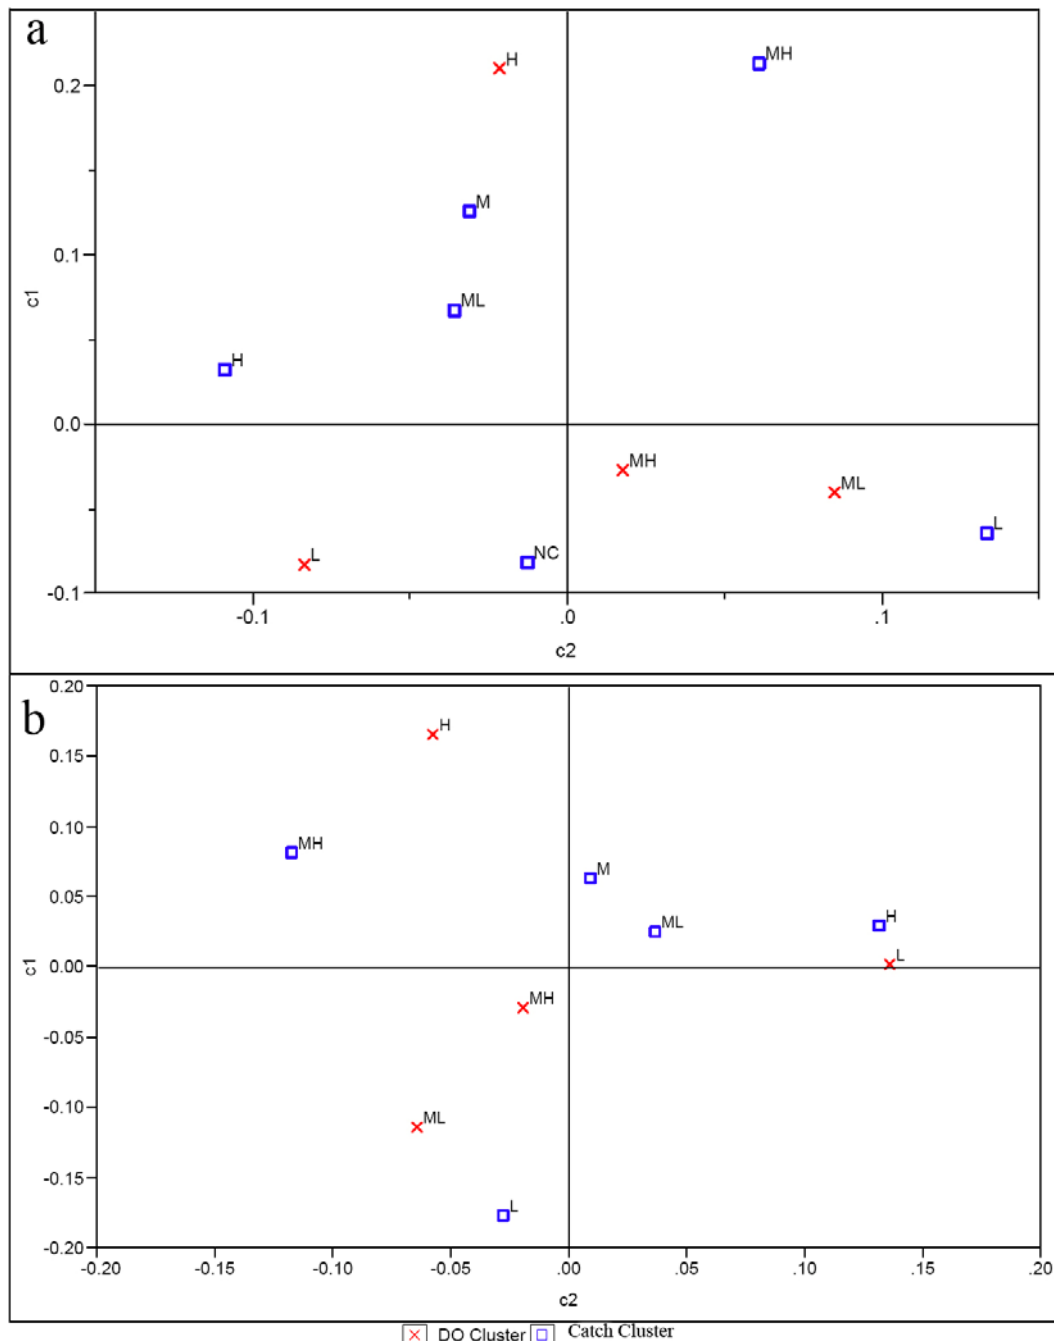 a
H
MH
0.2
M
0.1
ML
c1
H
0.0
MH
ML
L
NC
L
-0.1
-0.1 .0 .1
c2
b
0.20
H
0.15
0.10
MH
M
0.05
ML
H
L
c1
0.00
MH
-0.05
-0.10
ML
-0.15
L
-0.20
-0.20 -0.15 -0.10 -0.05 .00 .05 .10 .15 .20
c2
DO Cluster Catch Cluster